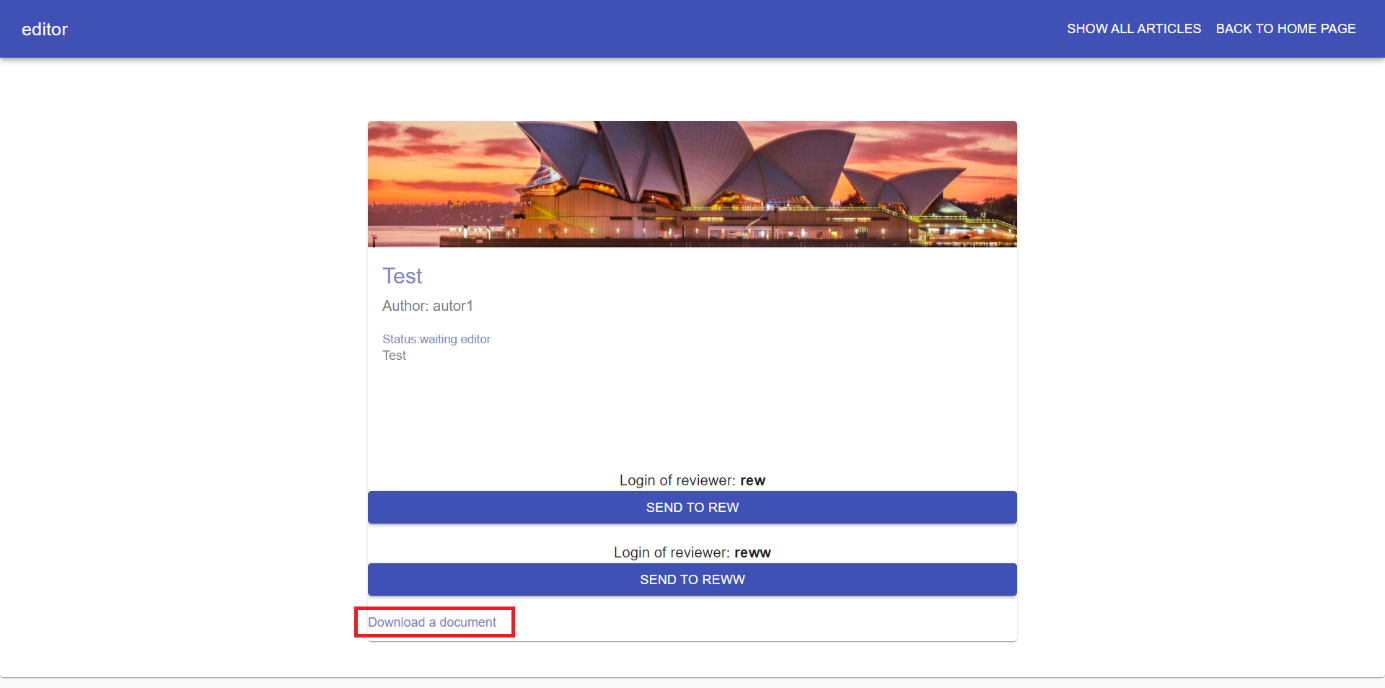 editor
SHOW ALL ARTICLES BACK TO HOME PAGE
Test
Author: autor1
Status:waiting editor
Test
Login of reviewer: rew
SEND TO REW
Login of reviewer: reww
SEND TO REWW
Download a document